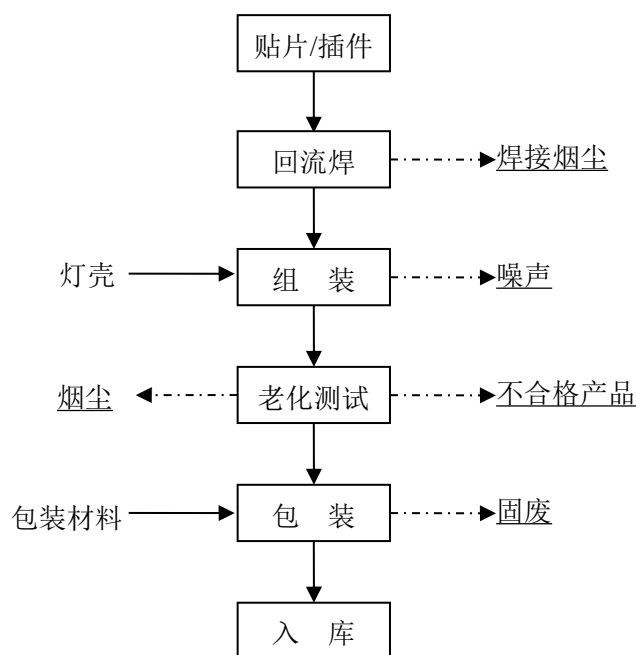 贴片/插件
回流焊
焊接烟尘
灯壳
组 装
噪声
烟尘
老化测试
不合格产品
包装材料
包 装
固废
入 库